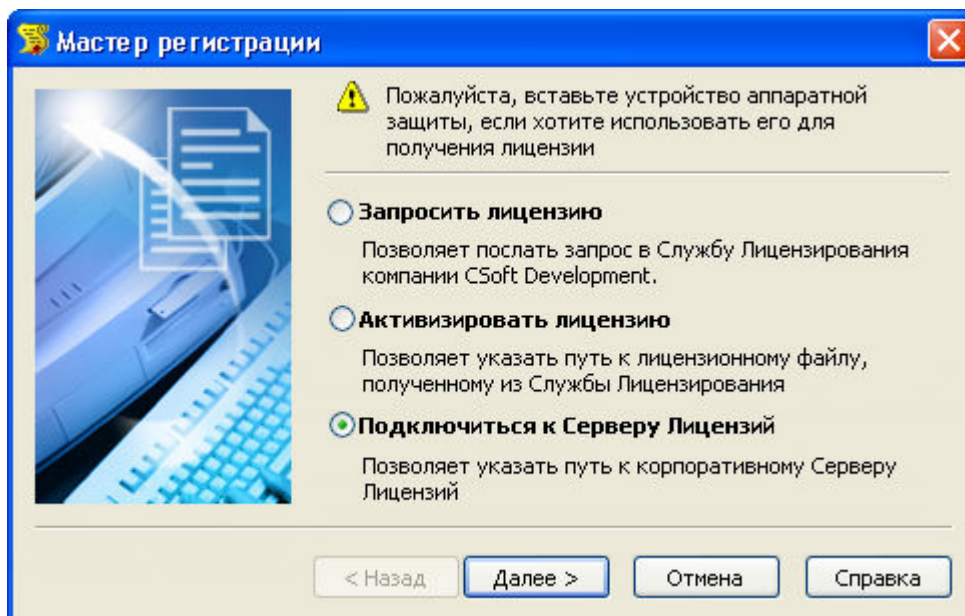 Мастер регистрации
Пожалуйста, вставьте устройство аппаратной
защиты, если хотите использовать его для
получения лицензии
Запросить лицензию
Позволяет послать запрос в Службу Лицензирования
компании CSoft Development.
Активизировать лицензию
Позволяет указать путь к лицензионному файлу,
полученному из Службы Лицензирования
Подключиться к Серверу Лицензий
Позволяет указать путь к корпоративному Серверу
Лицензий
< Назад
Далее >
Отмена
Справка